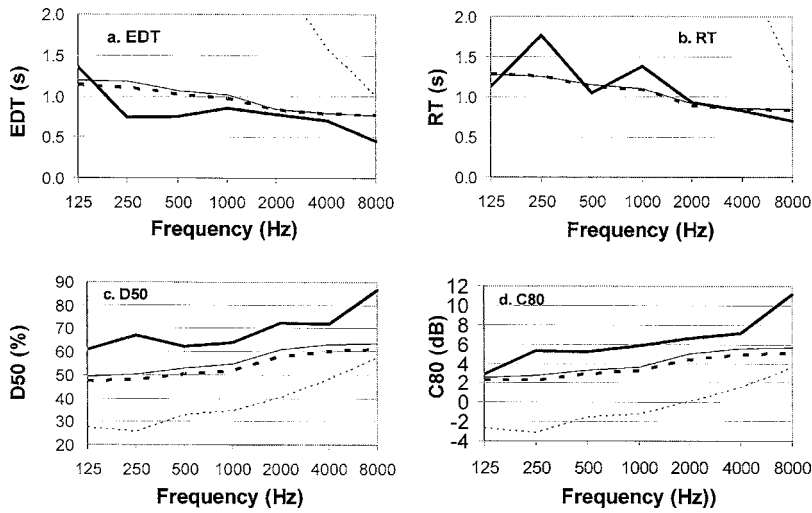 a. EDT
EDT (s)
2.0
1.5
1.0
0.5
0.0
125 250 500 1000 2000 4000 8000
Frequency (Hz)
b. RT
RT (s)
2.0
1.5
1.0
0.5
0.0
125 250 500 1000 2000 4000 8000
Frequency (Hz)
c. D50
D50 (%)
90
80
70
60
50
40
30
20
125 250 500 1000 2000 4000 8000
Frequency (Hz)
d. C80
C80 (dB)
12
10
8
6
4
2
0
-2
-4
125 250 500 1000 2000 4000 8000
Frequency (Hz))